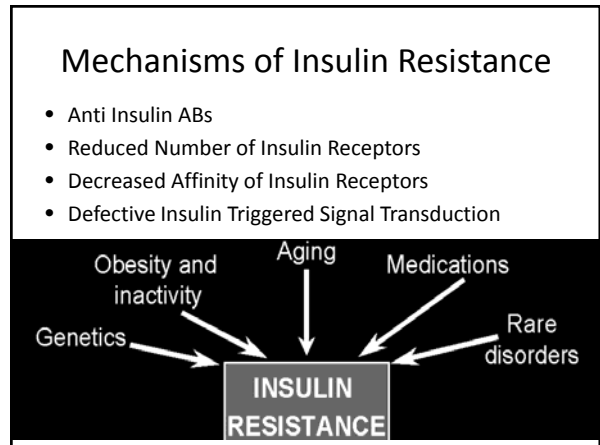 Mechanisms of Insulin Resistance
• Anti Insulin ABs
• Reduced Number of Insulin Receptors
• Decreased Affinity of Insulin Receptors
• Defective Insulin Triggered Signal Transduction
Aging
Obesity and
inactivity
Medications
Genetics
Rare
disorders
INSULIN
RESISTANCE